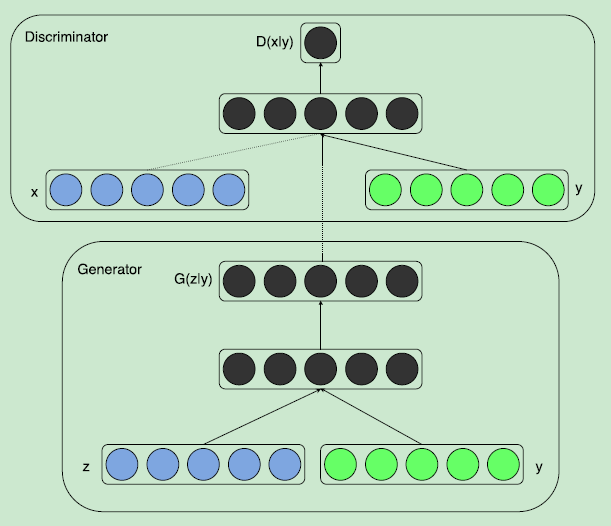 Discriminator
D(x|y)
x
y
Generator
G(z|y)
z
y